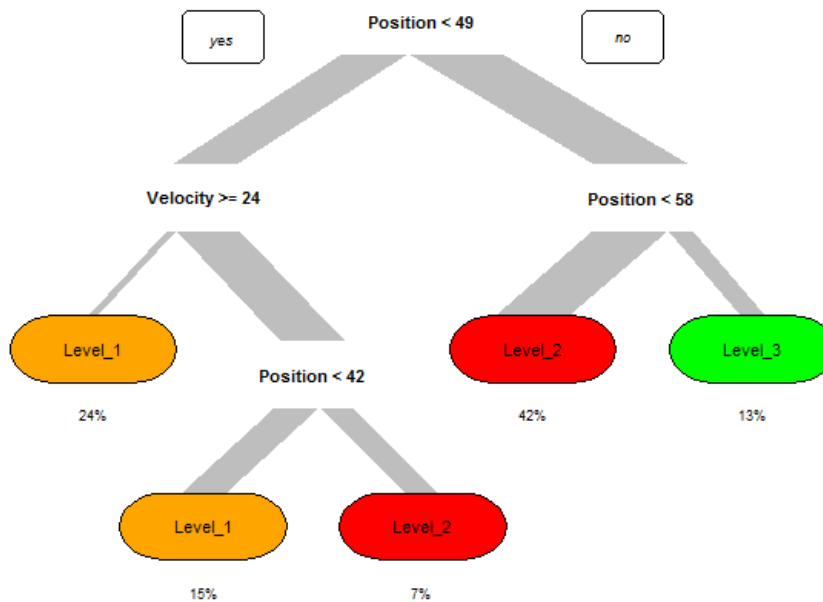 Position < 49
yes
no
Velocity >= 24
Position < 58
Level_1
Level_2
Level_3
24%
Position < 42
42%
13%
Level_1
Level_2
15%
7%